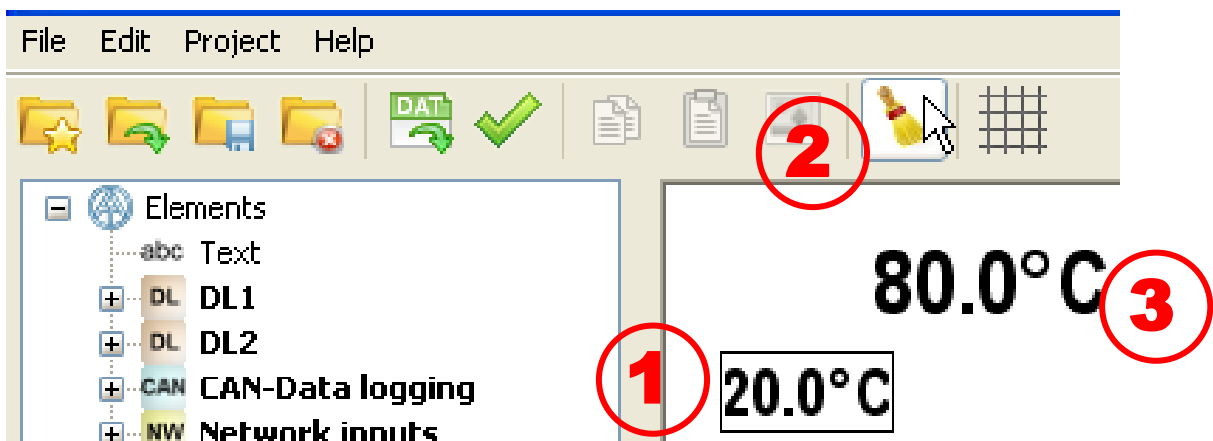 File Edit Project Help
DAT
2
Elements
abc Text
80.0°C
3
DL DL1
DL DL2
1
CAN CAN-Data logging
20.0°C
NW Network inputs